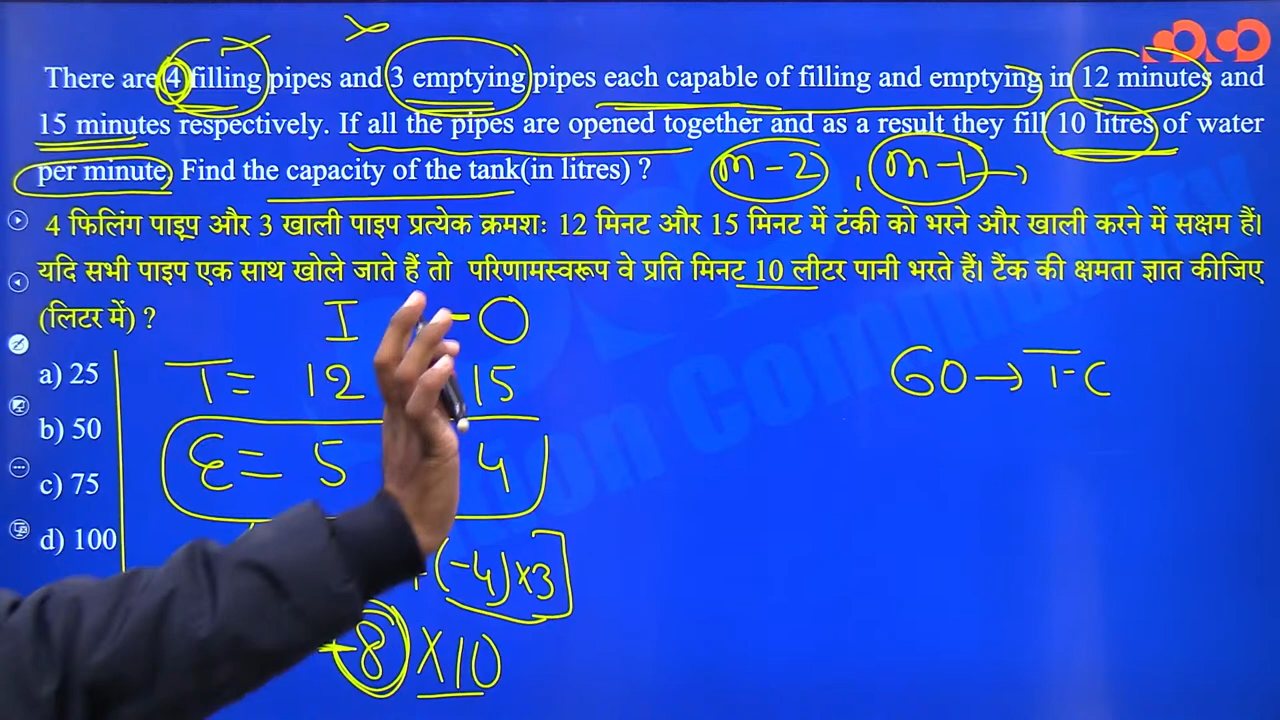 There are 4 filling pipes and 3 emptying pipes each capable of filling and emptying in 12 minutes and
15 minutes respectively. If all the pipes are opened together and as a result they fill 10 litres of water
per minute, Find the capacity of the tank(in litres) ?
m-2, m-1→
4 फिलिंग पाइप और 3 खाली पाइप प्रत्येक क्रमशः 12 मिनट और 15 मिनट में टंकी को भरने और खाली करने में सक्षम हैं।
यदि सभी पाइप एक साथ खोले जाते हैं तो परिणामस्वरूप वे प्रति मिनट 10 लीटर पानी भरते हैं। टैंक की क्षमता ज्ञात कीजिए
(लिटर में) ?
I -O
a) 25
T= 12 15
60→TC
b) 50
E= 5 4
c) 75
d) 100
+(-4)×3]
8 ×10